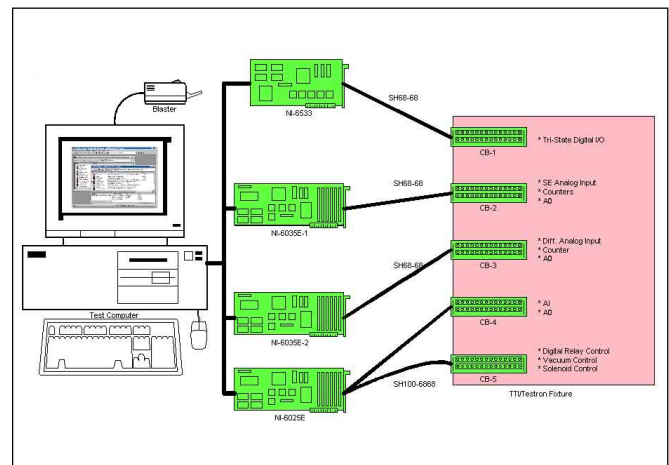 Blaster
NI-6533
SH68-68
CB-1
* Tri-State Digital I/O
NI-6035E-1
SH68-68
CB-2
* SE Analog Input
* Counters
* A0
Test Computer
NI-6035E-2
SH68-68
CB-3
* Diff. Analog Input
* Counter
* A0
CB-4
* AI
* A0
NI-6025E
SH100-6868
CB-5
* Digital Relay Control
* Vacuum Control
* Solenoid Control
TTI/Testron Fixture